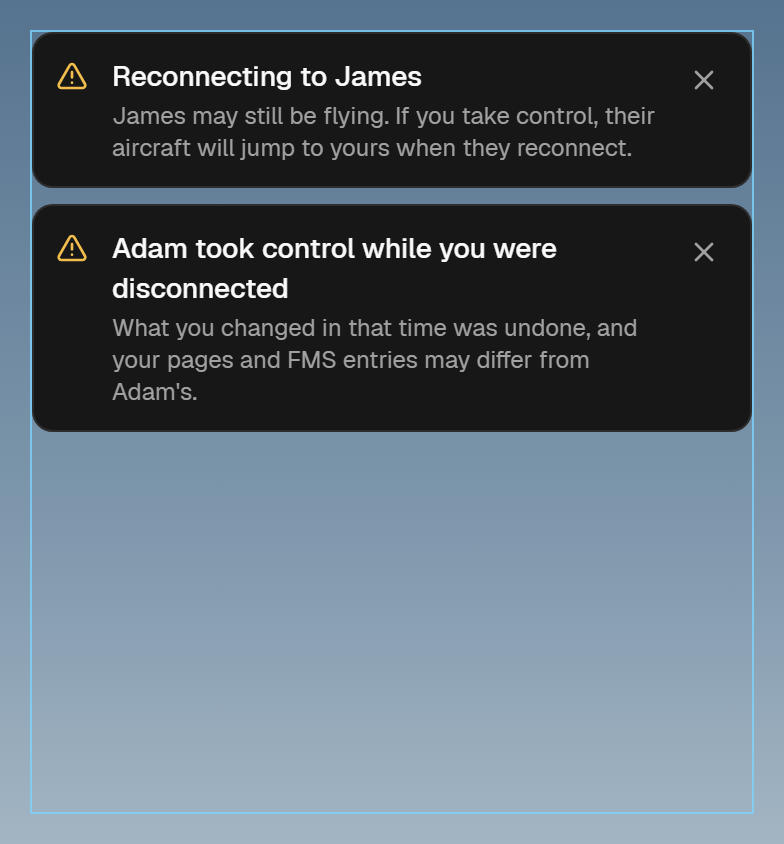 Reconnecting to James
James may still be flying. If you take control, their
aircraft will jump to yours when they reconnect.
Adam took control while you were
disconnected
What you changed in that time was undone, and
your pages and FMS entries may differ from
Adam's.